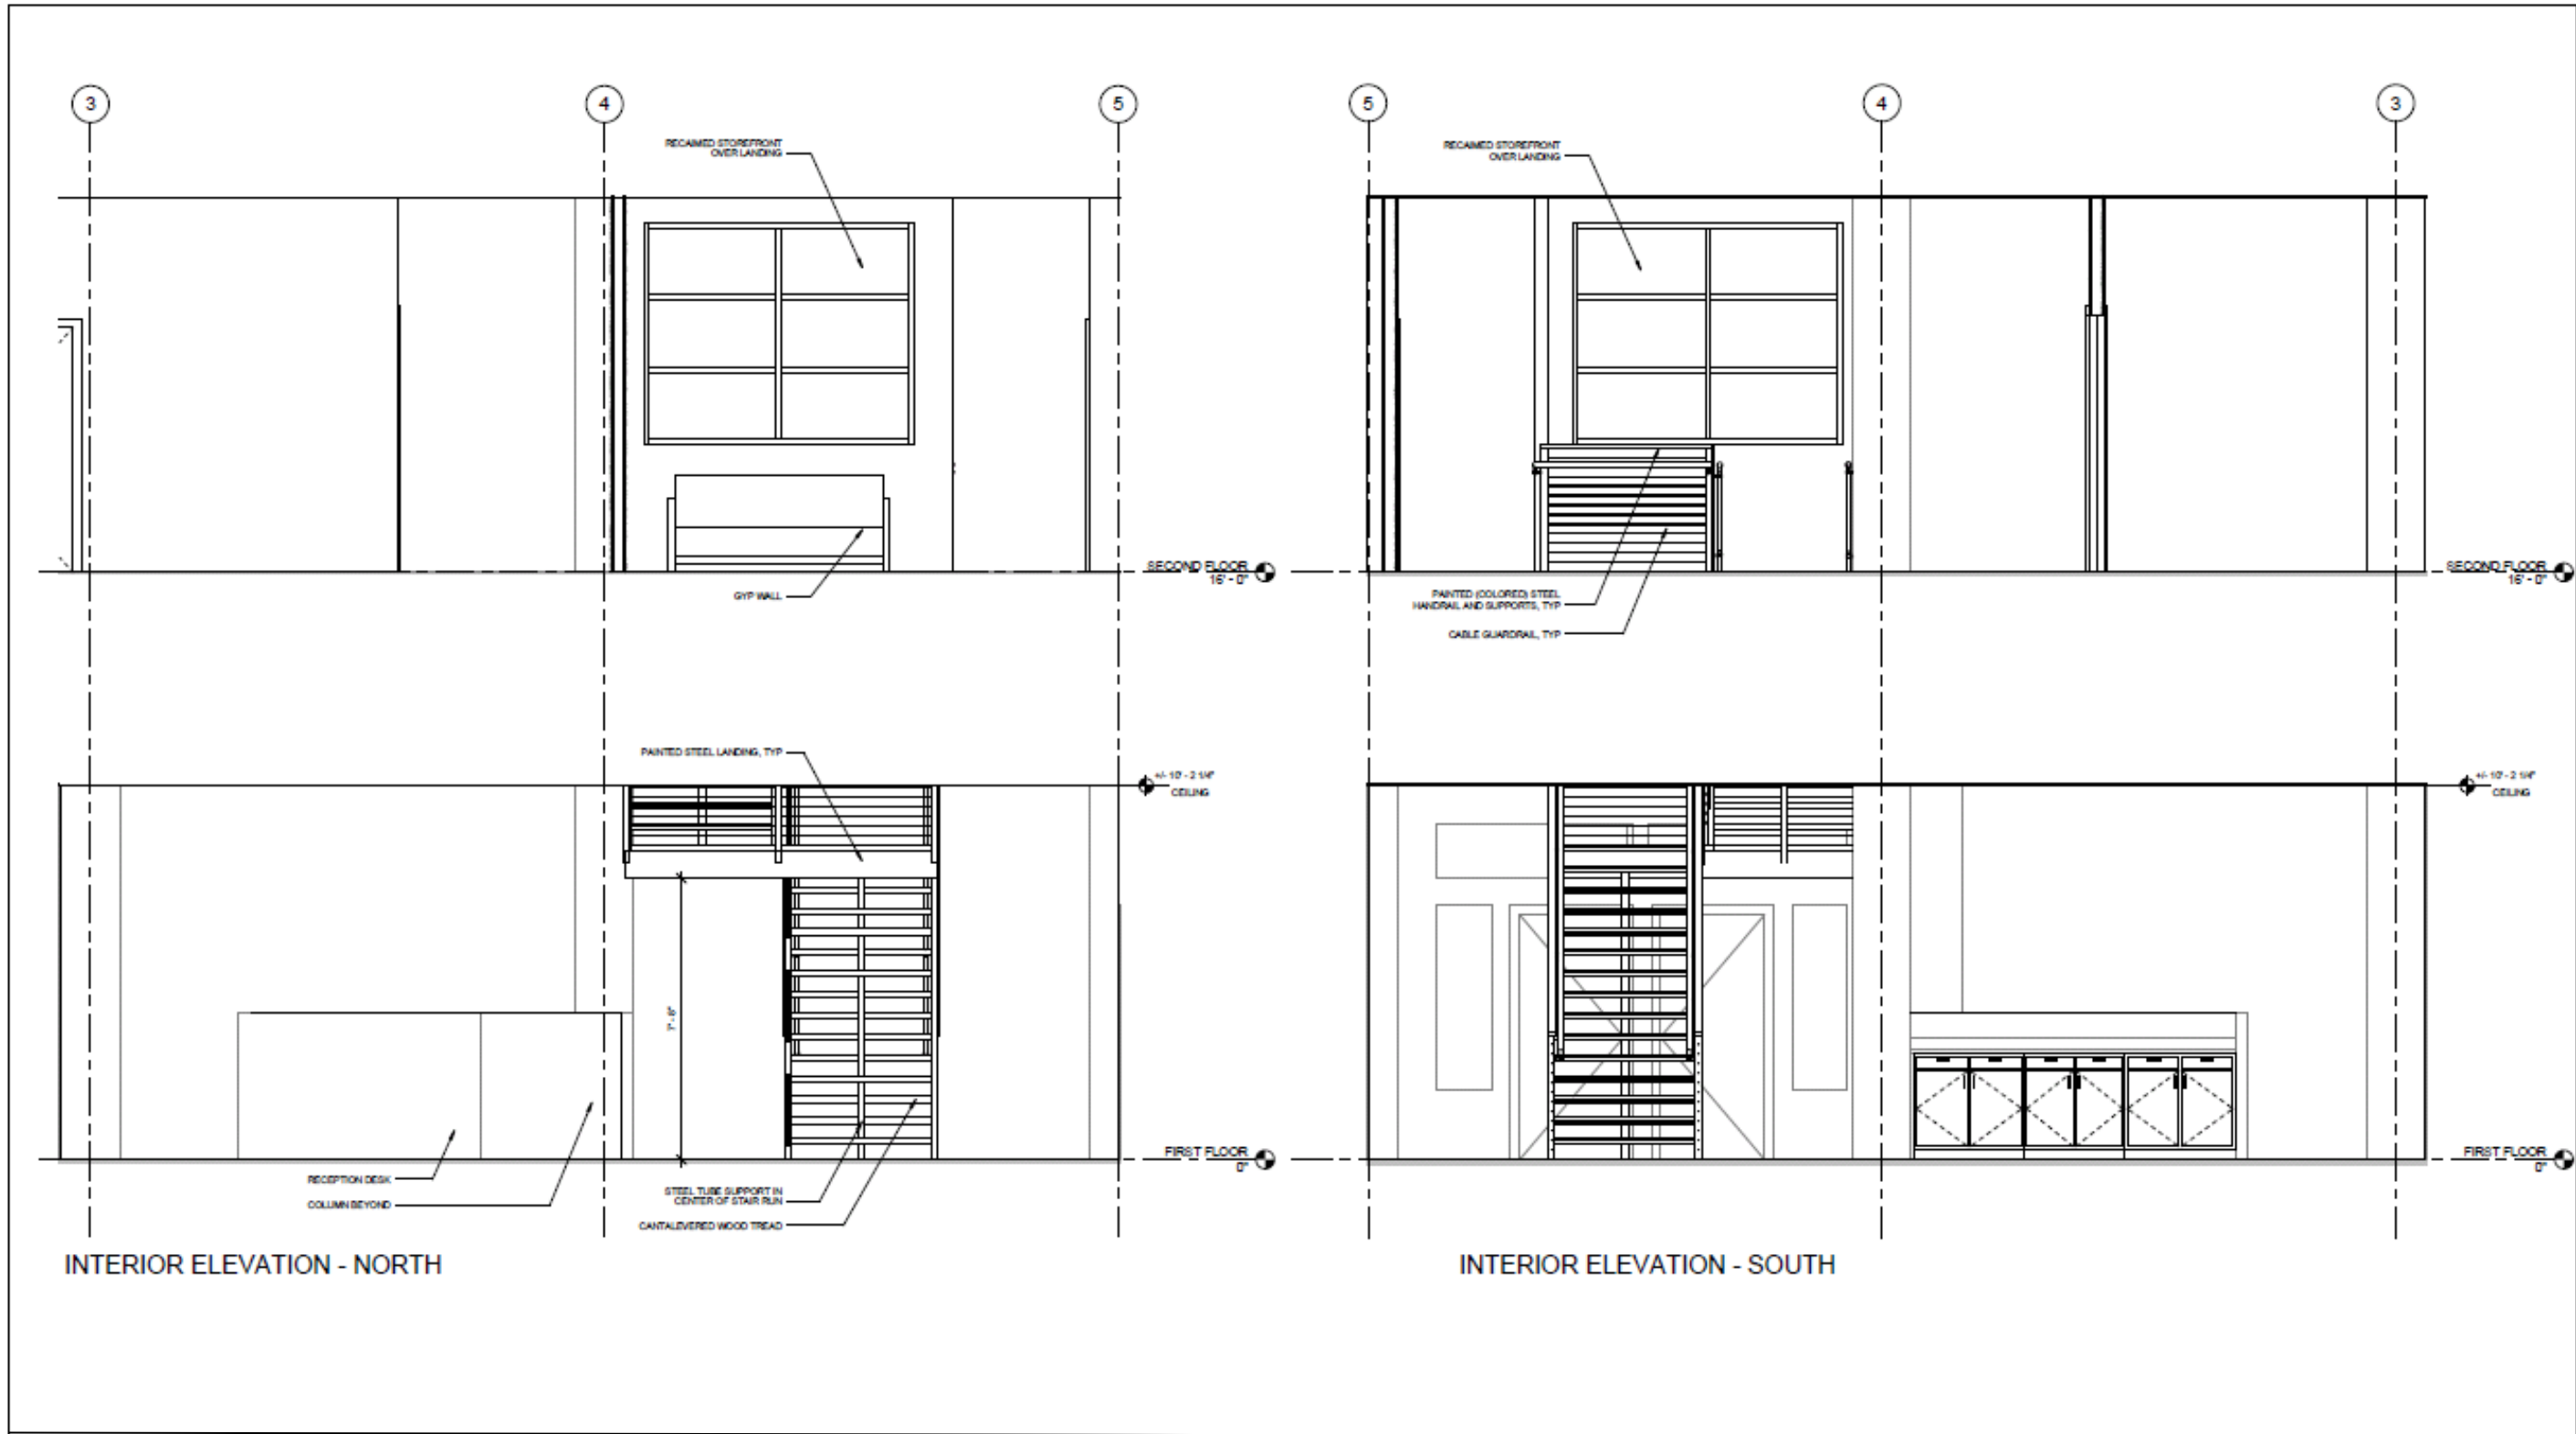 3
4
5
5
4
3
RECAIMED STOREFRONT
OVER LANDING
RECAIMED STOREFRONT
OVER LANDING
SECOND FLOOR
16' - 0"
SECOND FLOOR
16' - 0"
GYP WALL
PAINTED (COLORED) STEEL
HANDRAIL AND SUPPORTS, TYP
CABLE GUARDRAIL, TYP
PAINTED STEEL LANDING, TYP
+/- 10' - 2 1/4"
CEILING
+/- 10' - 2 1/4"
CEILING
FIRST FLOOR
0"
FIRST FLOOR
0"
RECEPTION DESK
COLUMN BEYOND
STEEL TUBE SUPPORT IN
CENTER OF STAIR RUN
CANTALEVERED WOOD TREAD
INTERIOR ELEVATION - NORTH
INTERIOR ELEVATION - SOUTH